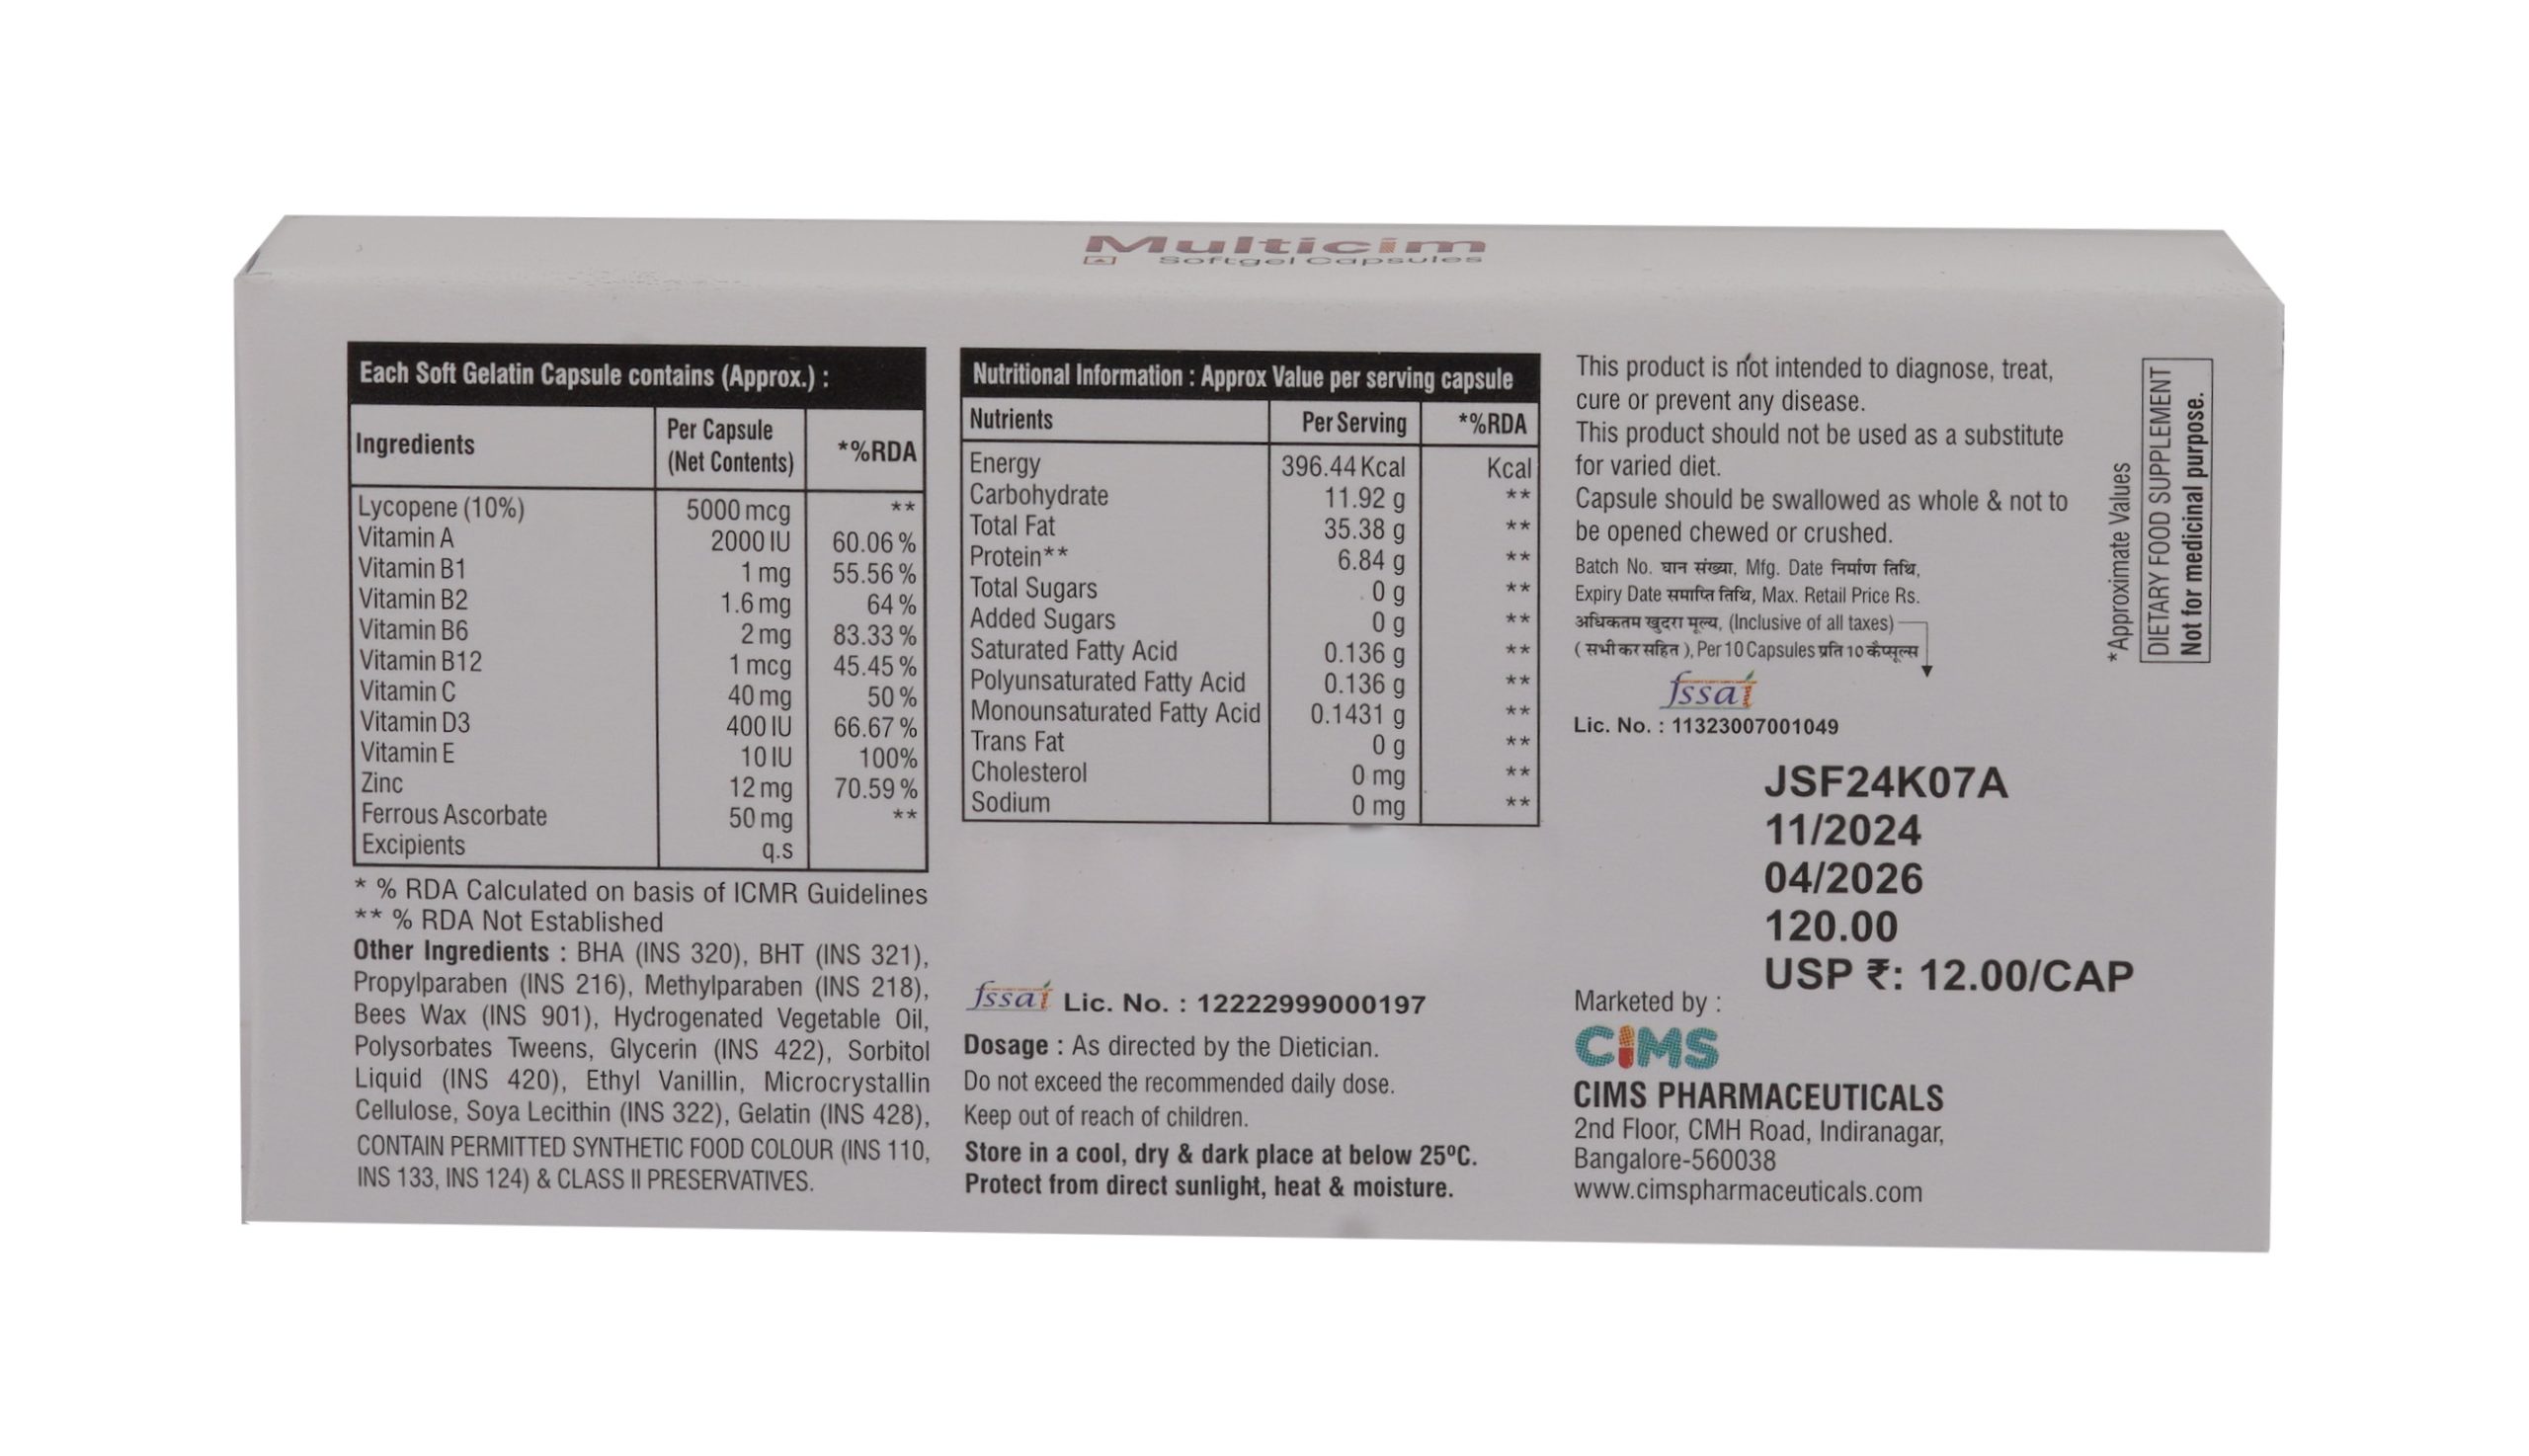 Multicim
Softgel Capsules
Each Soft Gelatin Capsule contains (Approx.) :
Ingredients Per Capsule (Net Contents) *%RDA
Lycopene (10%) 5000 mcg **
Vitamin A 2000 IU 60.06 %
Vitamin B1 1 mg 55.56 %
Vitamin B2 1.6 mg 64 %
Vitamin B6 2 mg 83.33 %
Vitamin B12 1 mcg 45.45 %
Vitamin C 40 mg 50 %
Vitamin D3 400 IU 66.67 %
Vitamin E 10 IU 100%
Zinc 12 mg 70.59 %
Ferrous Ascorbate 50 mg **
Excipients q.s
* % RDA Calculated on basis of ICMR Guidelines
** % RDA Not Established
Other Ingredients : BHA (INS 320), BHT (INS 321),
Propylparaben (INS 216), Methylparaben (INS 218),
Bees Wax (INS 901), Hydrogenated Vegetable Oil,
Polysorbates Tweens, Glycerin (INS 422), Sorbitol
Liquid (INS 420), Ethyl Vanillin, Microcrystallin
Cellulose, Soya Lecithin (INS 322), Gelatin (INS 428),
CONTAIN PERMITTED SYNTHETIC FOOD COLOUR (INS 110,
INS 133, INS 124) & CLASS II PRESERVATIVES.
Nutritional Information : Approx Value per serving capsule
Nutrients Per Serving *%RDA
Energy 396.44 Kcal Kcal
Carbohydrate 11.92 g **
Total Fat 35.38 g **
Protein** 6.84 g **
Total Sugars 0 g **
Added Sugars 0 g **
Saturated Fatty Acid 0.136 g **
Polyunsaturated Fatty Acid 0.136 g **
Monounsaturated Fatty Acid 0.1431 g **
Trans Fat 0 g **
Cholesterol 0 mg **
Sodium 0 mg **
fssai Lic. No. : 12222999000197
Dosage : As directed by the Dietician.
Do not exceed the recommended daily dose.
Keep out of reach of children.
Store in a cool, dry & dark place at below 25ºC.
Protect from direct sunlight, heat & moisture.
This product is not intended to diagnose, treat,
cure or prevent any disease.
This product should not be used as a substitute
for varied diet.
Capsule should be swallowed as whole & not to
be opened chewed or crushed.
Batch No. घान संख्या, Mfg. Date निर्माण तिथि,
Expiry Date समाप्ति तिथि, Max. Retail Price Rs.
अधिकतम खुदरा मूल्य, (Inclusive of all taxes)
( सभी कर सहित ), Per 10 Capsules प्रति 10 कैप्सूल्स
fssai
Lic. No. : 11323007001049
JSF24K07A
11/2024
04/2026
120.00
USP ₹: 12.00/CAP
Marketed by :
CIMS
CIMS PHARMACEUTICALS
2nd Floor, CMH Road, Indiranagar,
Bangalore-560038
www.cimspharmaceuticals.com
*Approximate Values
DIETARY FOOD SUPPLEMENT
Not for medicinal purpose.